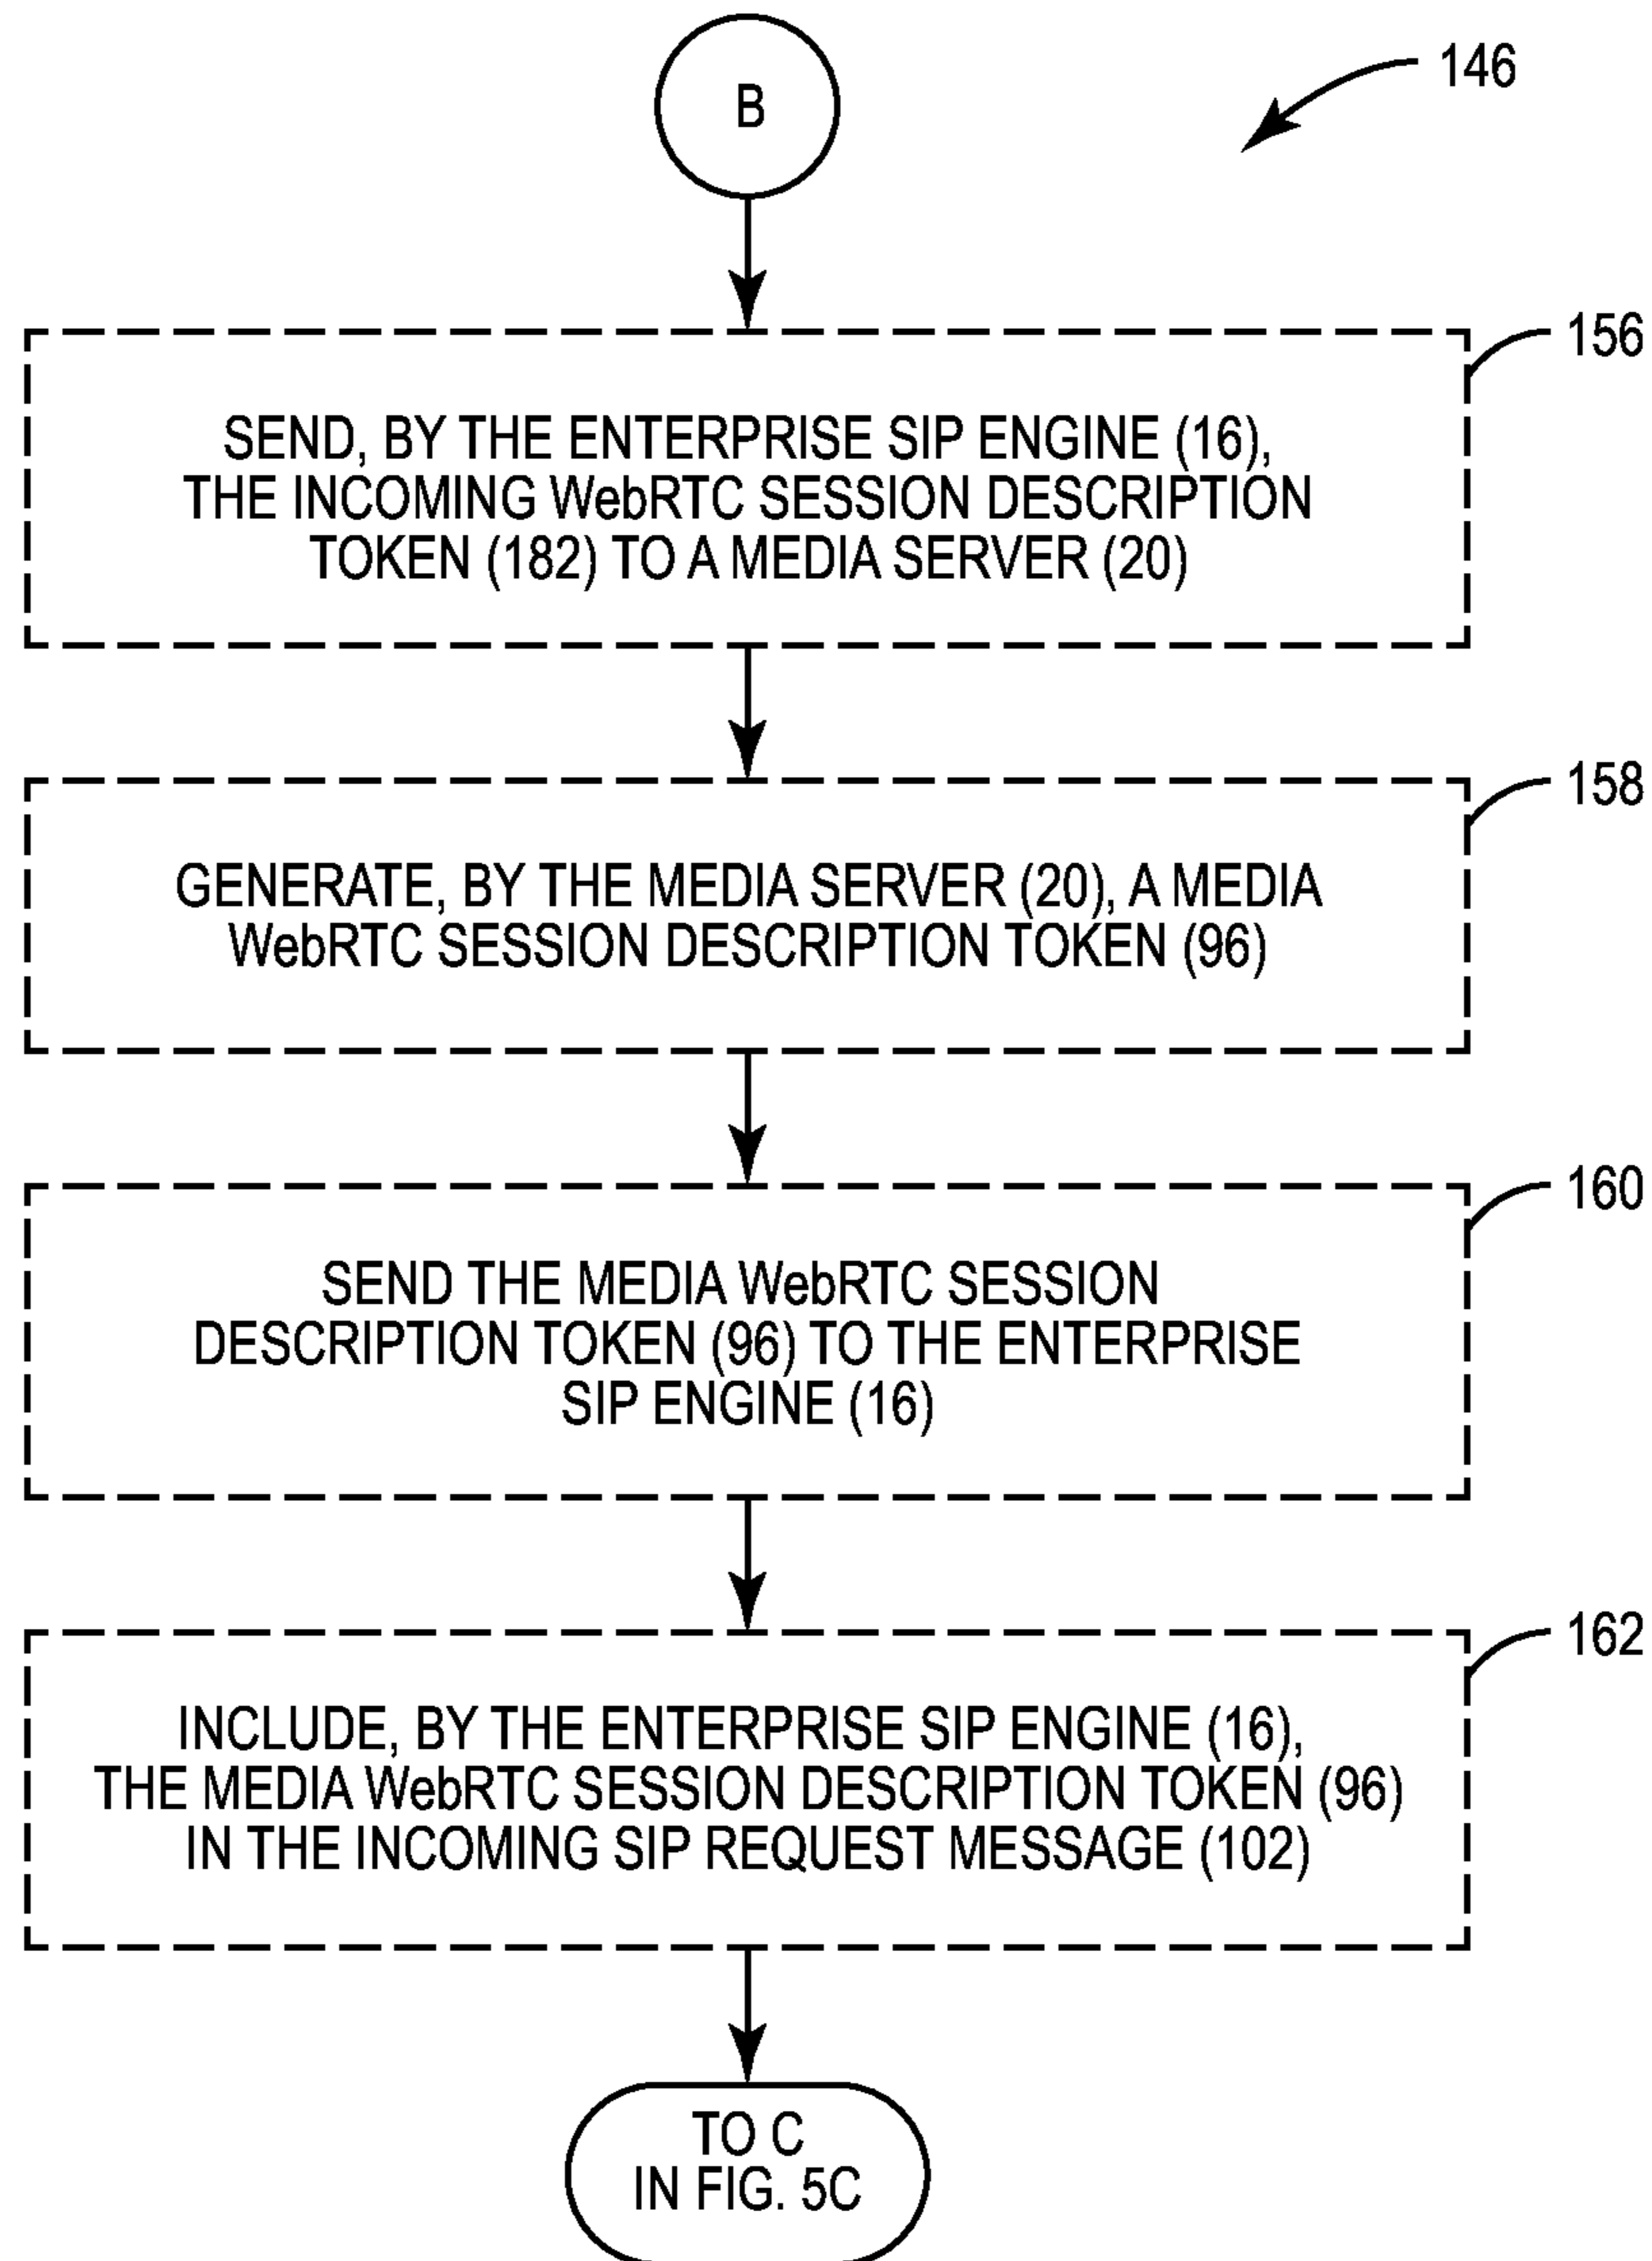 B
146
156
SEND, BY THE ENTERPRISE SIP ENGINE (16),
THE INCOMING WebRTC SESSION DESCRIPTION
TOKEN (182) TO A MEDIA SERVER (20)
158
GENERATE, BY THE MEDIA SERVER (20), A MEDIA
WebRTC SESSION DESCRIPTION TOKEN (96)
160
SEND THE MEDIA WebRTC SESSION
DESCRIPTION TOKEN (96) TO THE ENTERPRISE
SIP ENGINE (16)
162
INCLUDE, BY THE ENTERPRISE SIP ENGINE (16),
THE MEDIA WebRTC SESSION DESCRIPTION TOKEN (96)
IN THE INCOMING SIP REQUEST MESSAGE (102)
TO C
IN FIG. 5C